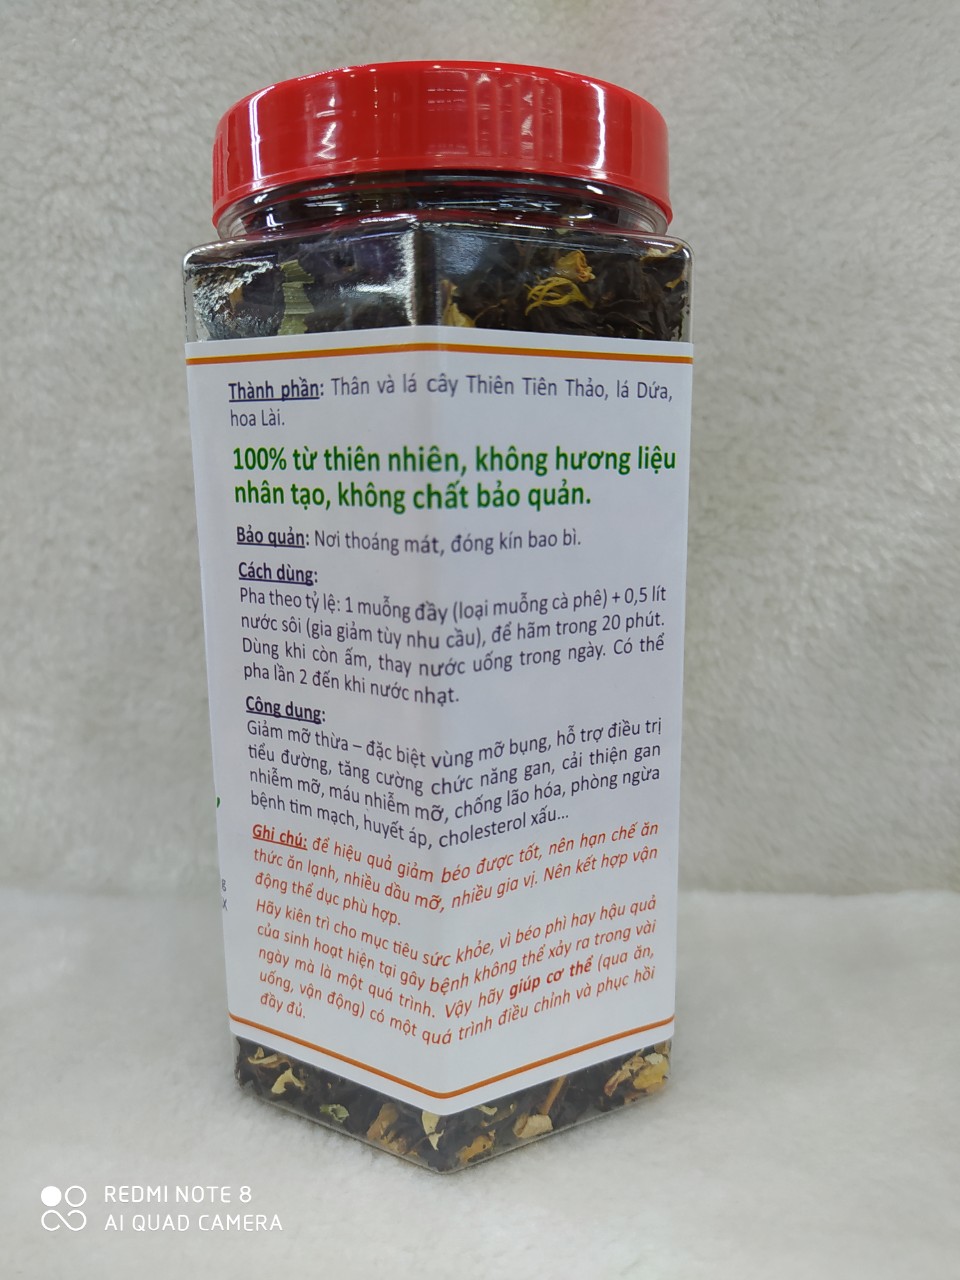 Thành phần: Thân và lá cây Thiên Tiên Thảo, lá Dứa,
hoa Lài.
100% từ thiên nhiên, không hương liệu
nhân tạo, không chất bảo quản.
Bảo quản: Nơi thoáng mát, đóng kín bao bì.
Cách dùng:
Pha theo tỷ lệ: 1 muỗng đầy (loại muỗng cà phê) + 0,5 lít
nước sôi (gia giảm tùy nhu cầu), để hãm trong 20 phút.
Dùng khi còn ấm, thay nước uống trong ngày. Có thể
pha lần 2 đến khi nước nhạt.
Công dụng:
Giảm mỡ thừa – đặc biệt vùng mỡ bụng, hỗ trợ điều trị
tiểu đường, tăng cường chức năng gan, cải thiện gan
nhiễm mỡ, máu nhiễm mỡ, chống lão hóa, phòng ngừa
bệnh tim mạch, huyết áp, cholesterol xấu...
Ghi chú: để hiệu quả giảm béo được tốt, nên hạn chế ăn
thức ăn lạnh, nhiều dầu mỡ, nhiều gia vị. Nên kết hợp vận
động thể dục phù hợp.
Hãy kiên trì cho mục tiêu sức khỏe, vì béo phì hay hậu quả
của sinh hoạt hiện tại gây bệnh không thể xảy ra trong vài
ngày mà là một quá trình. Vậy hãy giúp cơ thể (qua ăn,
uống, vận động) có một quá trình điều chỉnh và phục hồi
đầy đủ.
REDMI NOTE 8
AI QUAD CAMERA